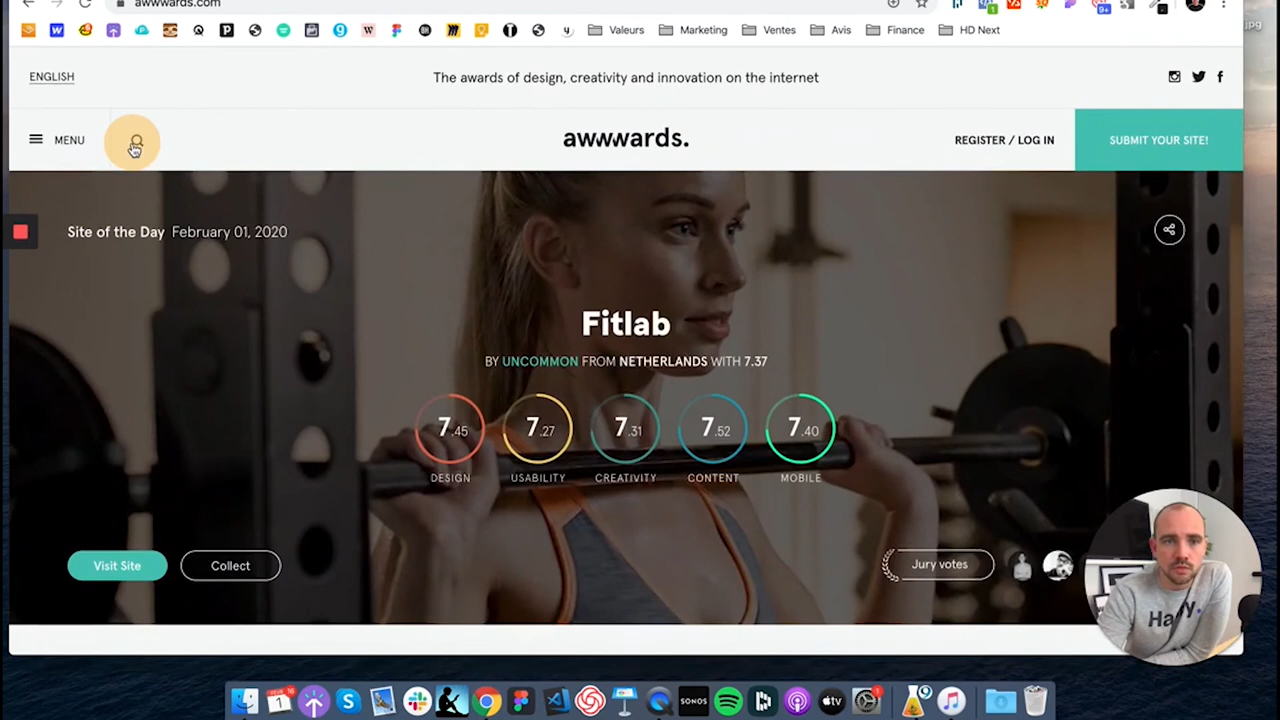 awwwards.com
Valeurs Marketing Ventes Avis Finance HD Next
ENGLISH
The awards of design, creativity and innovation on the internet
MENU
awwwards.
REGISTER / LOG IN
SUBMIT YOUR SITE!
Site of the Day February 01, 2020
Fitlab
BY UNCOMMON FROM NETHERLANDS WITH 7.37
7.45 7.27 7.31 7.52 7.40
DESIGN USABILITY CREATIVITY CONTENT MOBILE
Visit Site
Collect
Jury votes
SONOS
tv